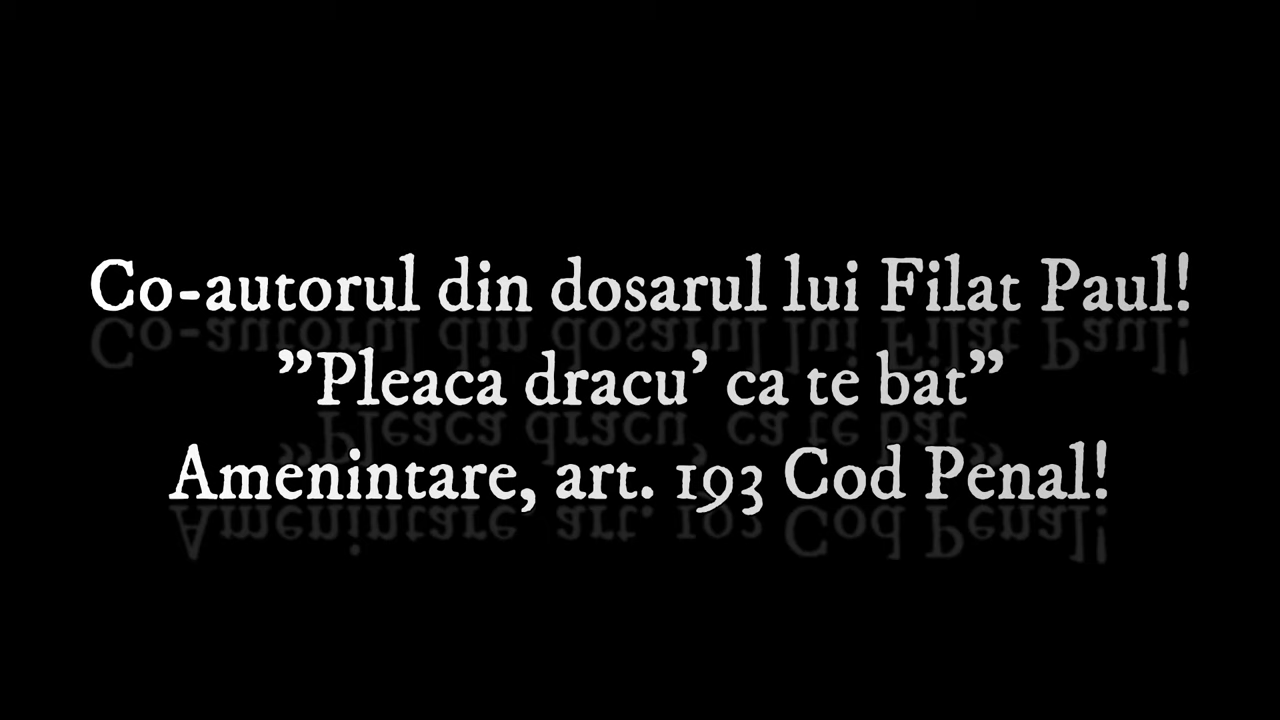 Co-autorul din dosarul lui Filat Paul!
”Pleaca dracu’ ca te bat”
Amenintare, art. 193 Cod Penal!